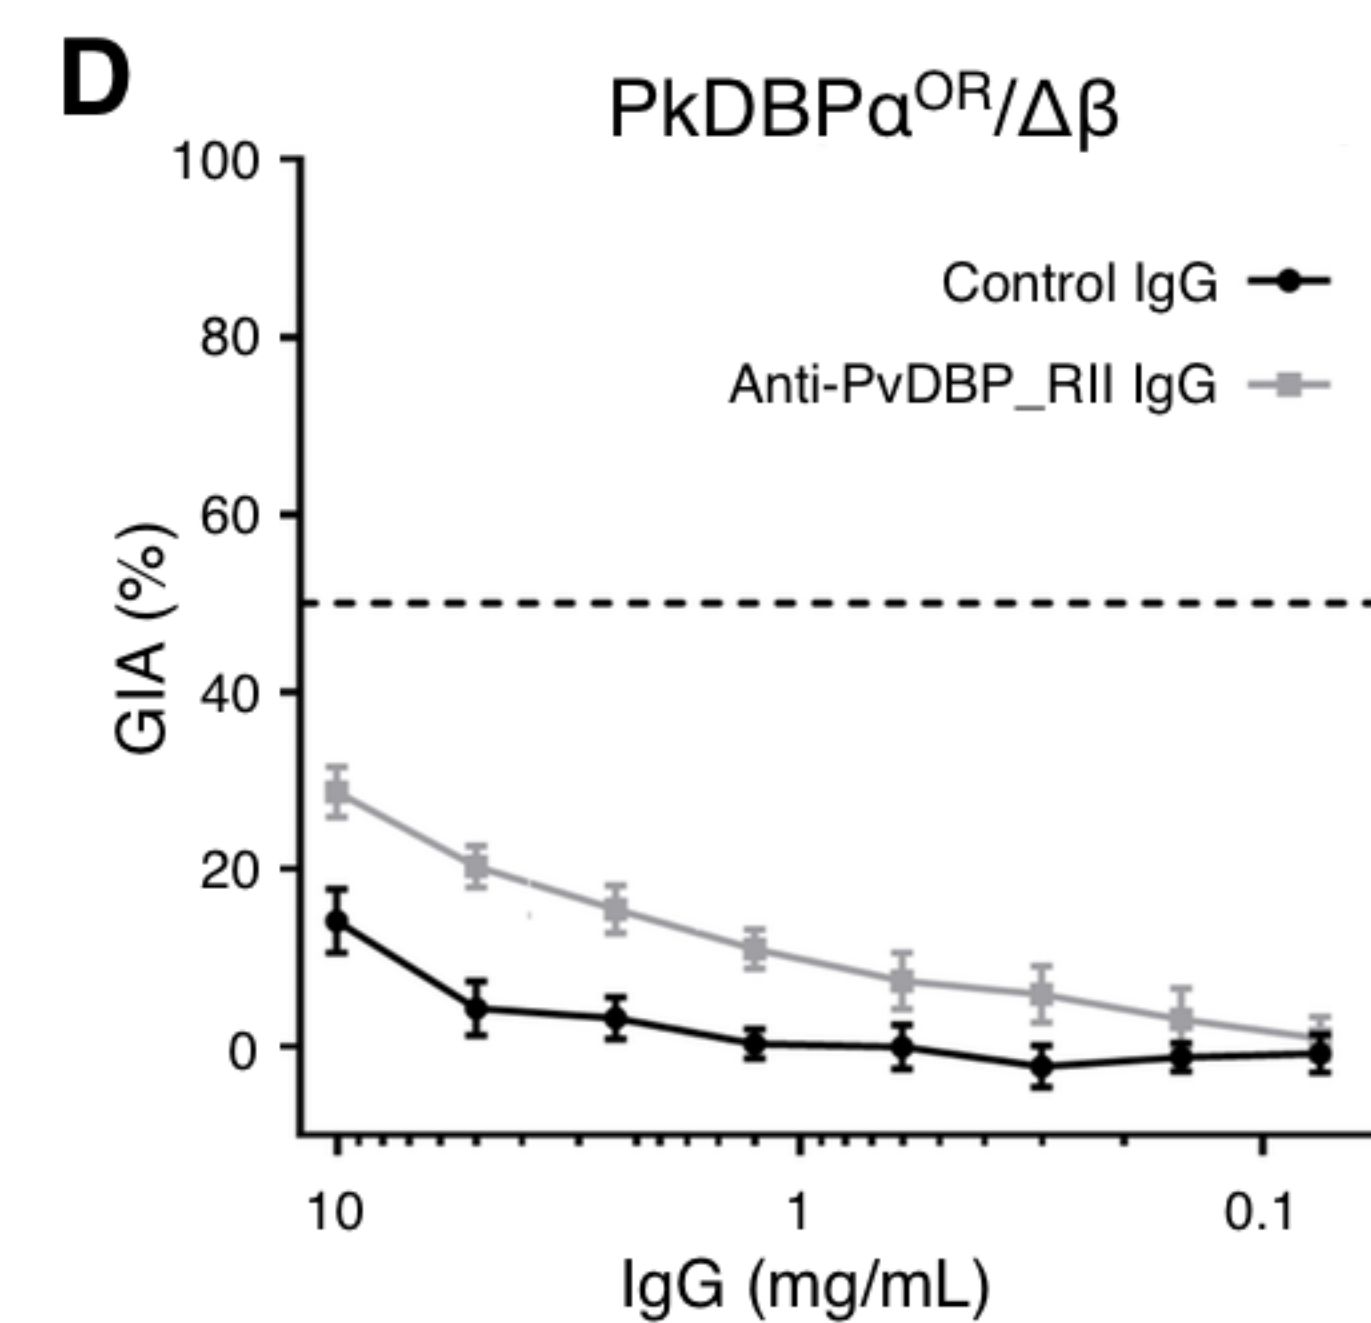 D
PkDBPα^OR/Δβ
100
Control IgG
80
Anti-PvDBP_RII IgG
60
GIA (%)
40
20
0
10 1 0.1
IgG (mg/mL)